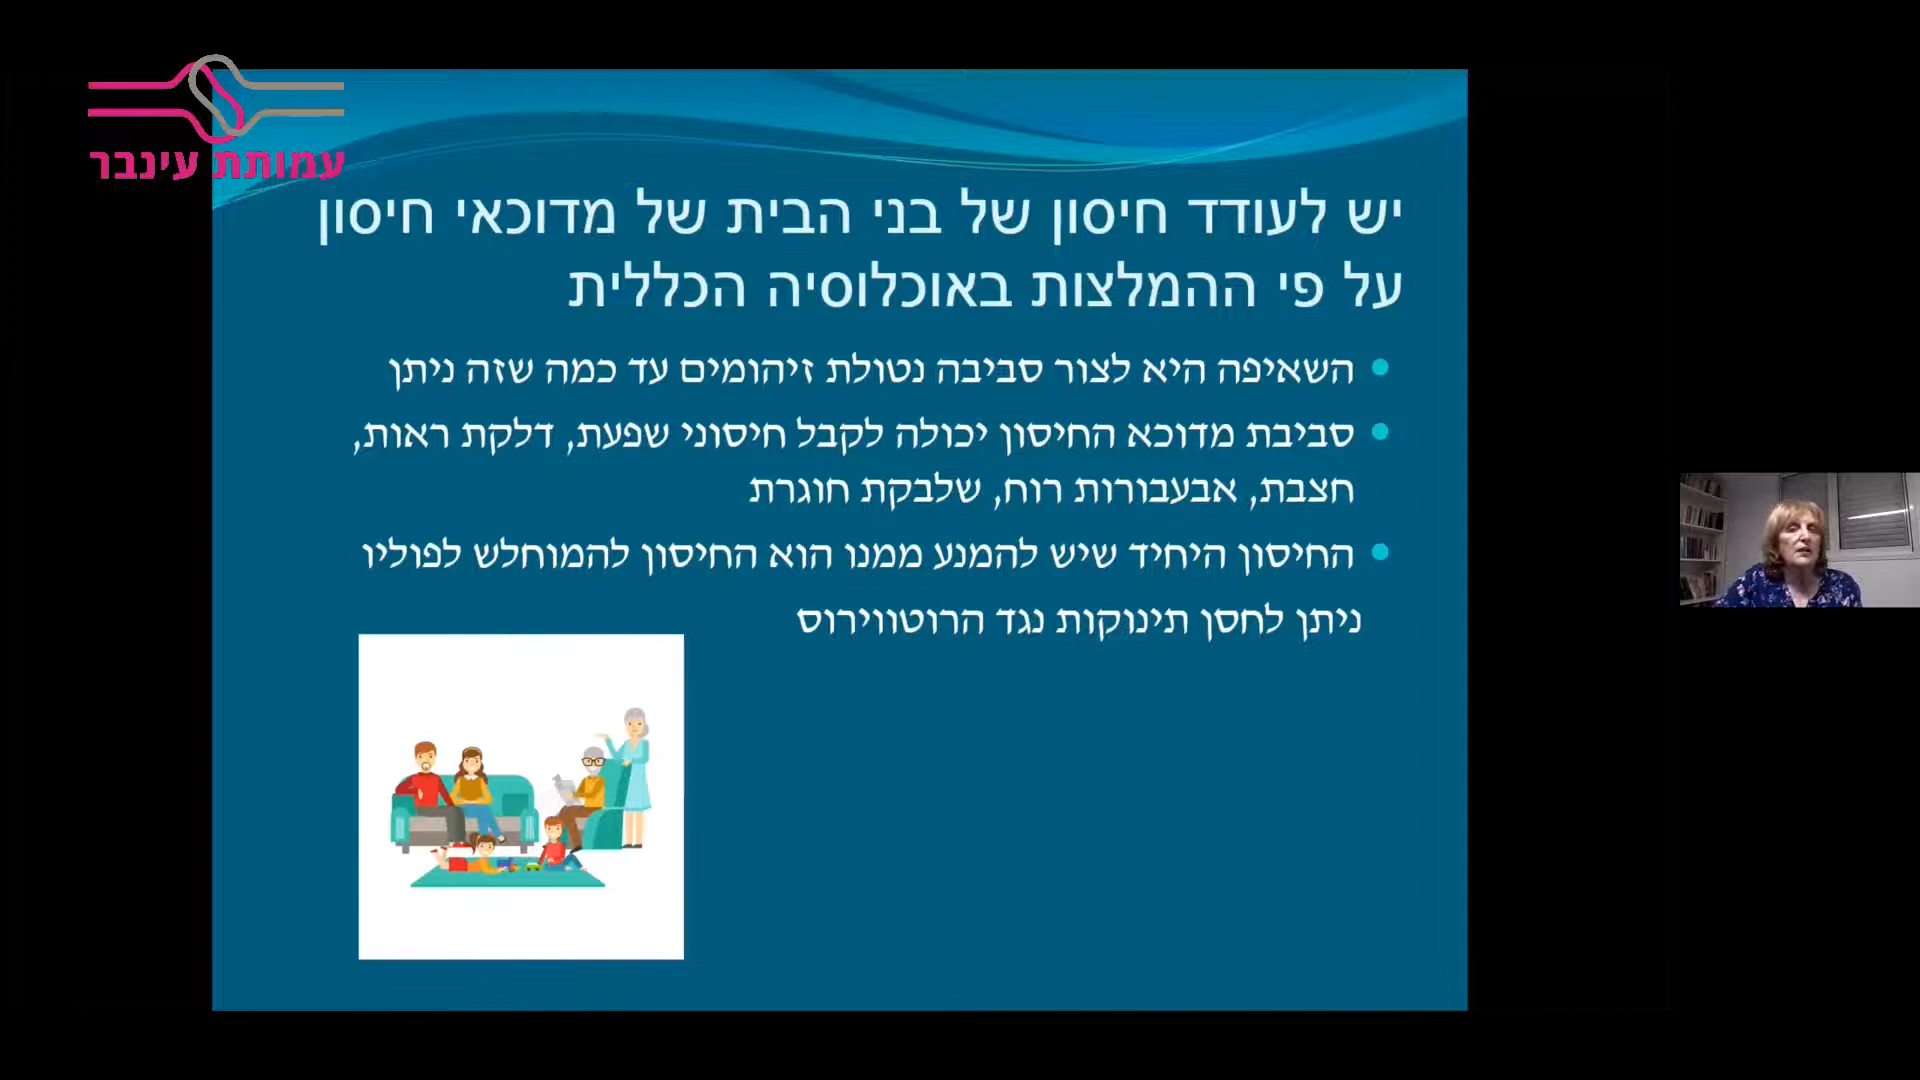 עמותת עינבר
יש לעודד חיסון של בני הבית של מדוכאי חיסון
על פי ההמלצות באוכלוסיה הכללית
• השאיפה היא לצור סביבה נטולת זיהומים עד כמה שזה ניתן
• סביבת מדוכא החיסון יכולה לקבל חיסוני שפעת, דלקת ראות,
חצבת, אבעבורות רוח, שלבקת חוגרת
• החיסון היחיד שיש להמנע ממנו הוא החיסון להמוחלש לפוליו
ניתן לחסן תינוקות נגד הרוטווירוס